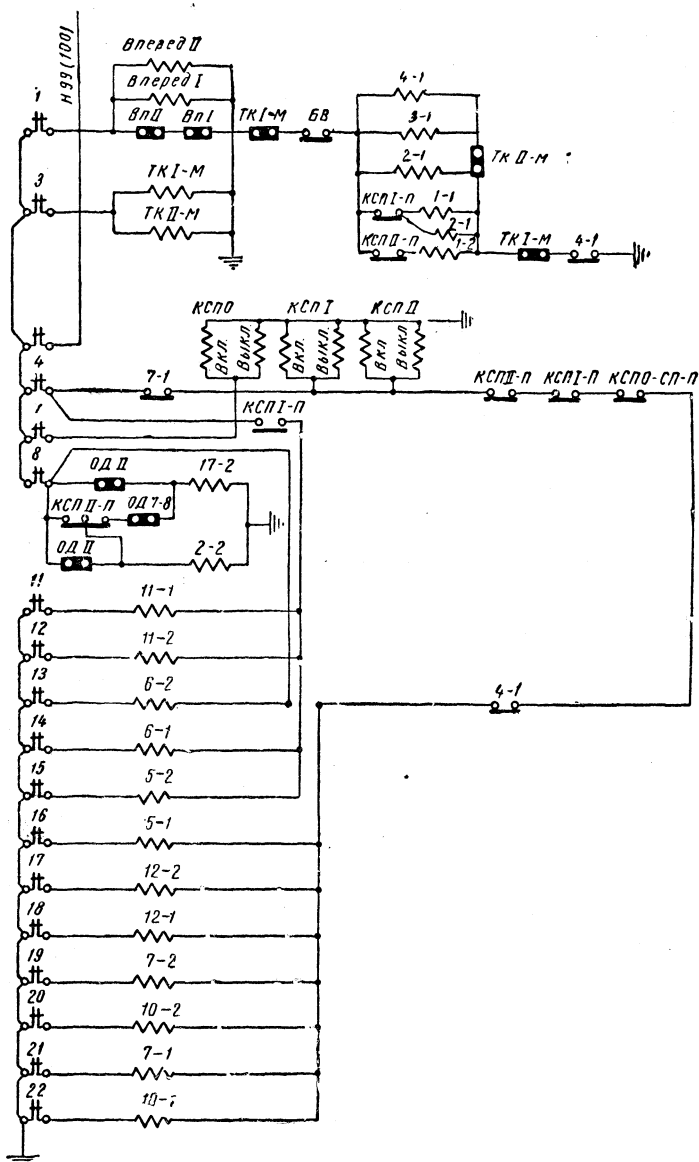 Н99(100)
Вперед II
Вперед I
ВпII ВпI
ТКI-М
БВ
ТКI-М
ТКII-М
4-1
3-1
2-1
ТКII-М
КСПI-П
1-1
2-1
КСПII-П
1-2
ТКI-М
4-1
1
3
КСПО
КСПI
КСПII
Вкл.
Выкл.
Вкл.
Выкл.
Вкл.
Выкл.
4
7-1
КСПII-П
КСПI-П
КСПО-СП-П
КСПI-П
8
ОДII
17-2
КСПII-П
ОД7-8
ОДII
2-2
11
11-1
12
11-2
13
6-2
4-1
14
6-1
15
5-2
16
5-1
17
12-2
18
12-1
19
7-2
20
10-2
21
7-1
22